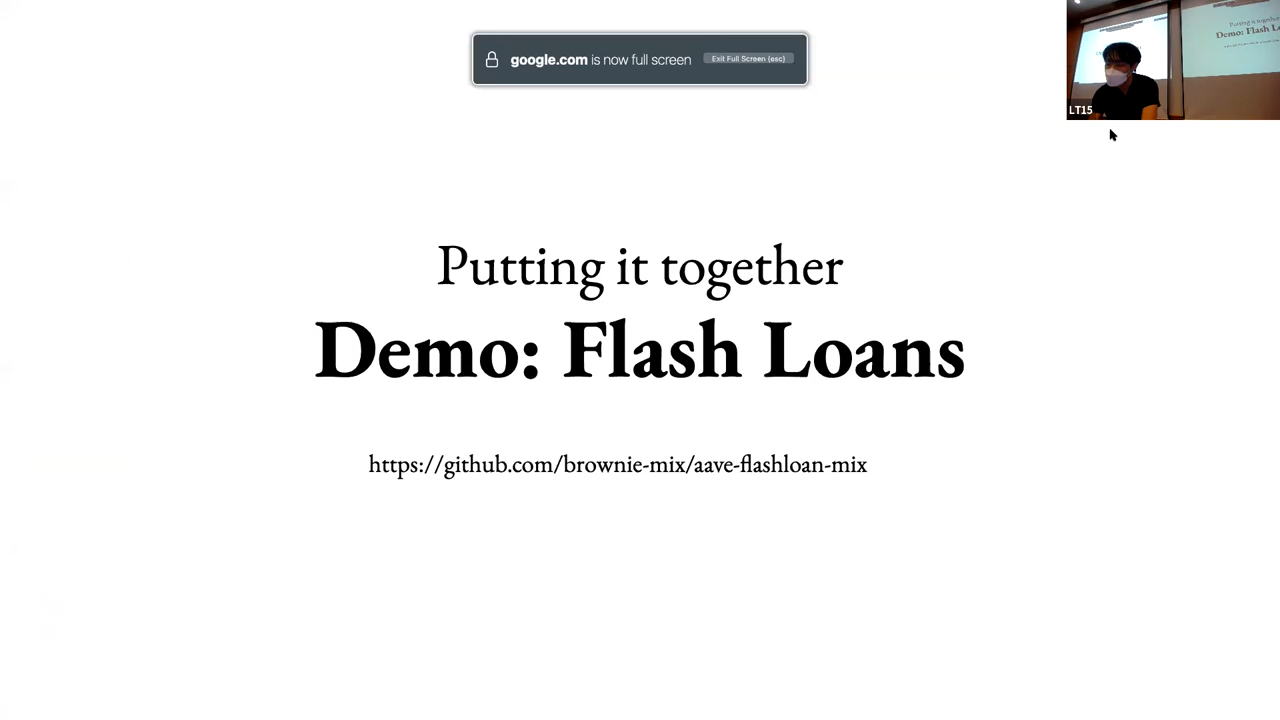 google.com is now full screen
Exit Full Screen (esc)
LT15
Putting it together
Demo: Flash Loans
https://github.com/brownie-mix/aave-flashloan-mix